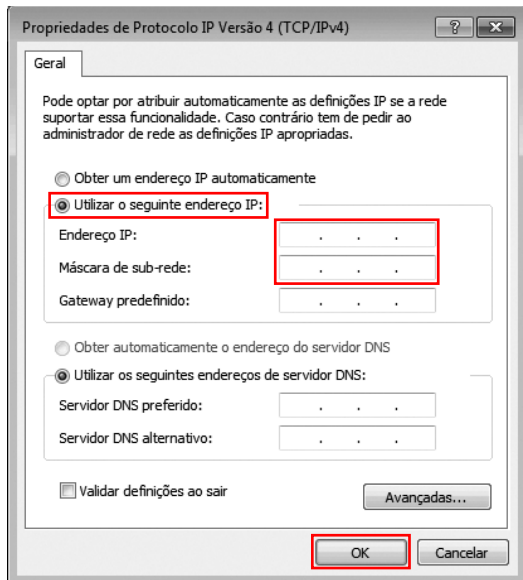 Propriedades de Protocolo IP Versão 4 (TCP/IPv4)
Geral
Pode optar por atribuir automaticamente as definições IP se a rede
suportar essa funcionalidade. Caso contrário tem de pedir ao
administrador de rede as definições IP apropriadas.
Obter um endereço IP automaticamente
Utilizar o seguinte endereço IP:
Endereço IP:
Máscara de sub-rede:
Gateway predefinido:
Obter automaticamente o endereço do servidor DNS
Utilizar os seguintes endereços de servidor DNS:
Servidor DNS preferido:
Servidor DNS alternativo:
Validar definições ao sair
Avançadas...
OK Cancelar